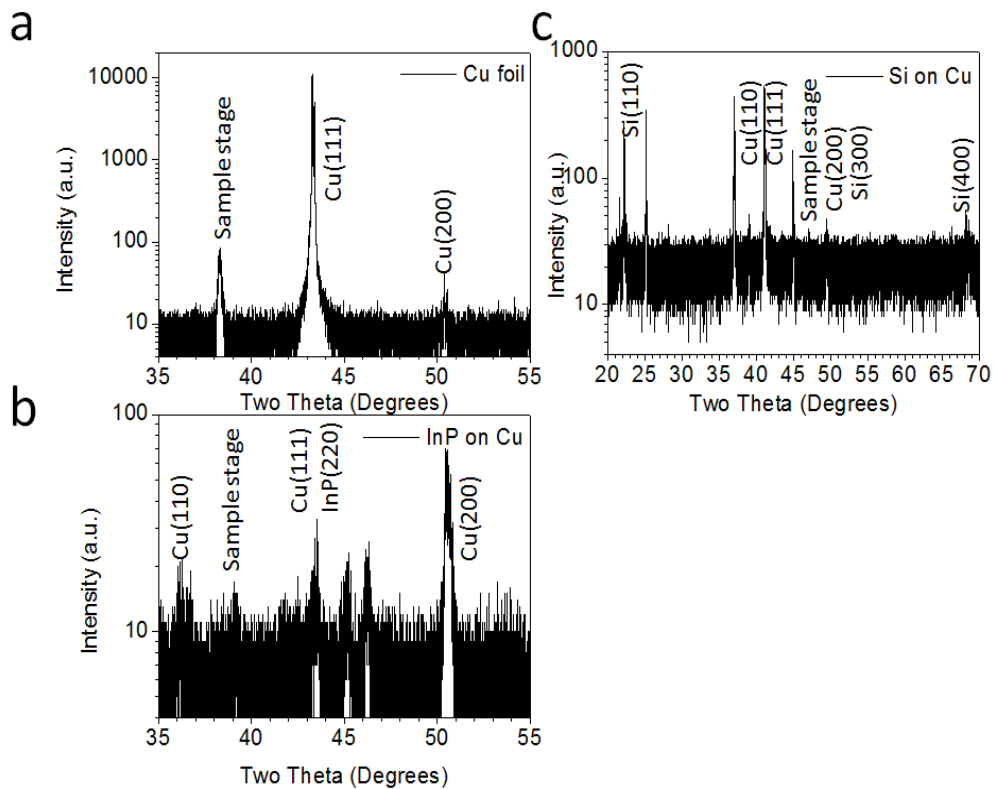 a
Cu foil
10000
1000
100
10
Intensity (a.u.)
Sample stage
Cu(111)
Cu(200)
35
40
45
50
55
Two Theta (Degrees)
b
InP on Cu
100
10
Intensity (a.u.)
Cu(110)
Sample stage
Cu(111)
InP(220)
Cu(200)
35
40
45
50
55
Two Theta (Degrees)
c
Si on Cu
1000
100
10
Intensity (a.u.)
Si(110)
Cu(110)
Cu(111)
Sample stage
Cu(200)
Si(300)
Si(400)
20 25 30 35 40 45 50 55 60 65 70
Two Theta (Degrees)